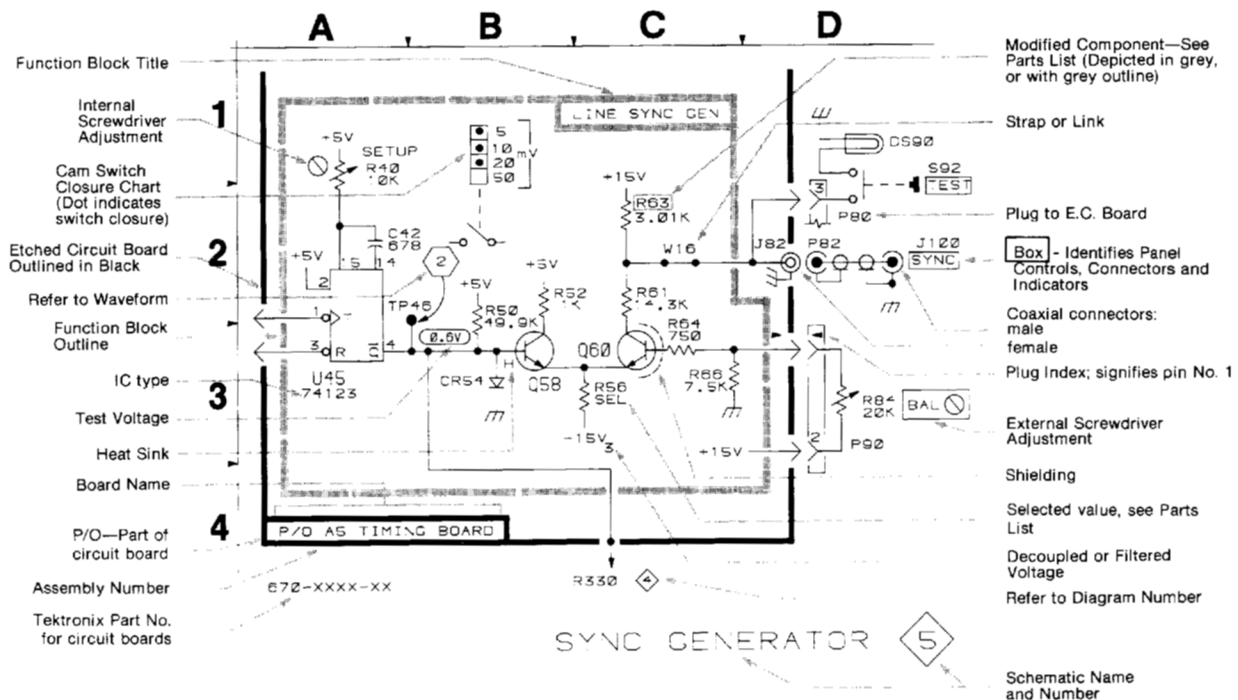 A B C D
Function Block Title
Internal
Screwdriver
Adjustment
Cam Switch
Closure Chart
(Dot indicates
switch closure)
Etched Circuit Board
Outlined in Black
Refer to Waveform
Function Block
Outline
IC type
Test Voltage
Heat Sink
Board Name
P/O—Part of
circuit board
Assembly Number
Tektronix Part No.
for circuit boards
1
2
3
4
LINE SYNC GEN
+5V
SETUP
R40
10K
5
10
20
50
mV
C42
678
+5V
15
14
2
2
1
T
3
R
Q
4
U45
74123
TP46
0.6V
+5V
R50
49.9K
+5V
R52
1K
H
CR54
Q58
Q60
+15V
R63
3.01K
W16
R61
R64
750
R66
7.5K
R56
SEL
-15V
3
+15V
DS90
S92
TEST
3
P80
J82
P82
J100
SYNC
R84
20K
BAL
2
P90
P/O A5 TIMING BOARD
670-XXXX-XX
R330
4
SYNC GENERATOR
5
Modified Component—See
Parts List (Depicted in grey,
or with grey outline)
Strap or Link
Plug to E.C. Board
Box - Identifies Panel
Controls, Connectors and
Indicators
Coaxial connectors:
male
female
Plug Index; signifies pin No. 1
External Screwdriver
Adjustment
Shielding
Selected value, see Parts
List
Decoupled or Filtered
Voltage
Refer to Diagram Number
Schematic Name
and Number